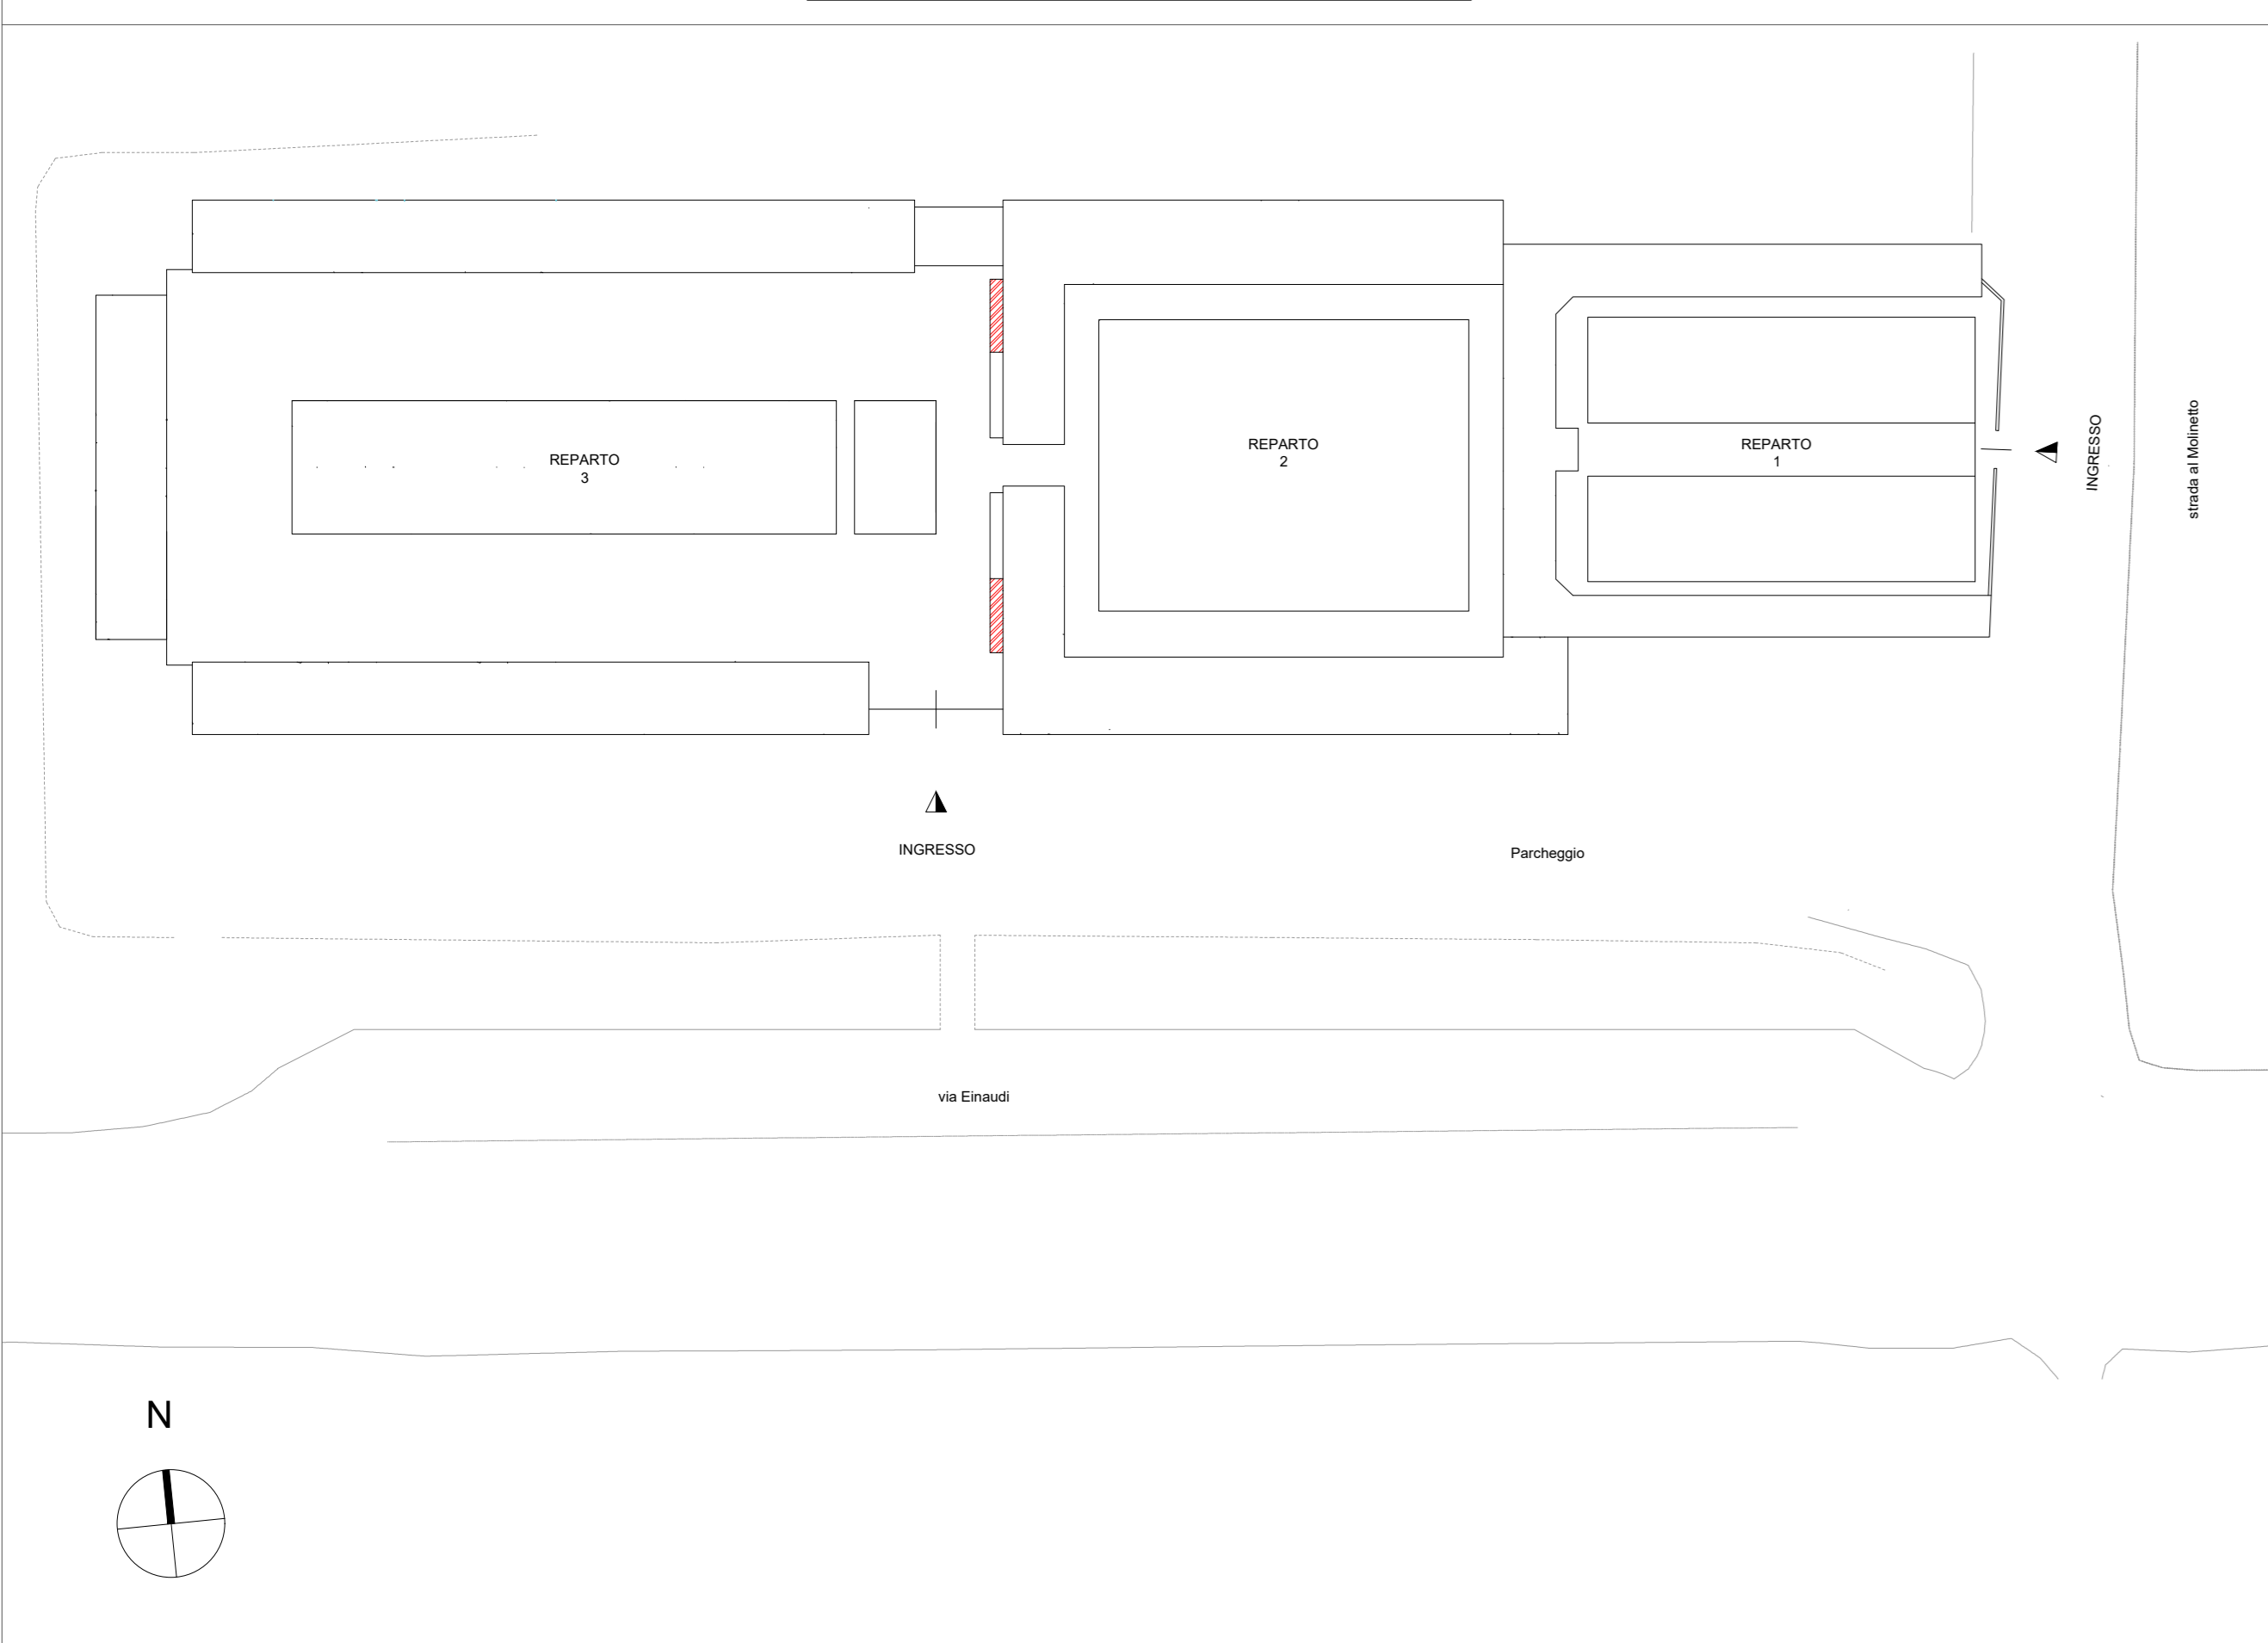 REPARTO
3
REPARTO
2
REPARTO
1
INGRESSO
strada al Molinetto
INGRESSO
Parcheggio
via Einaudi
N